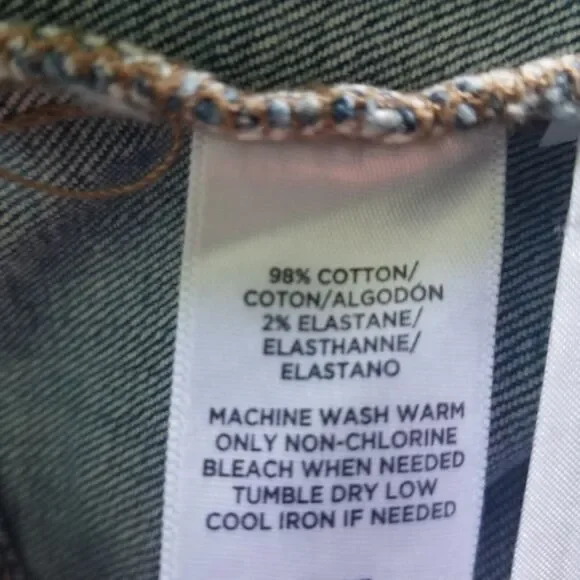 98% COTTON/
COTON/ALGODÓN
2% ELASTANE/
ELASTHANNE/
ELASTANO
MACHINE WASH WARM
ONLY NON-CHLORINE
BLEACH WHEN NEEDED
TUMBLE DRY LOW
COOL IRON IF NEEDED